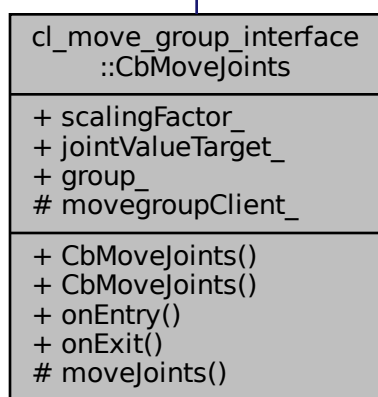 cl_move_group_interface
::CbMoveJoints
+ scalingFactor_
+ jointValueTarget_
+ group_
# movegroupClient_
+ CbMoveJoints()
+ CbMoveJoints()
+ onEntry()
+ onExit()
# moveJoints()